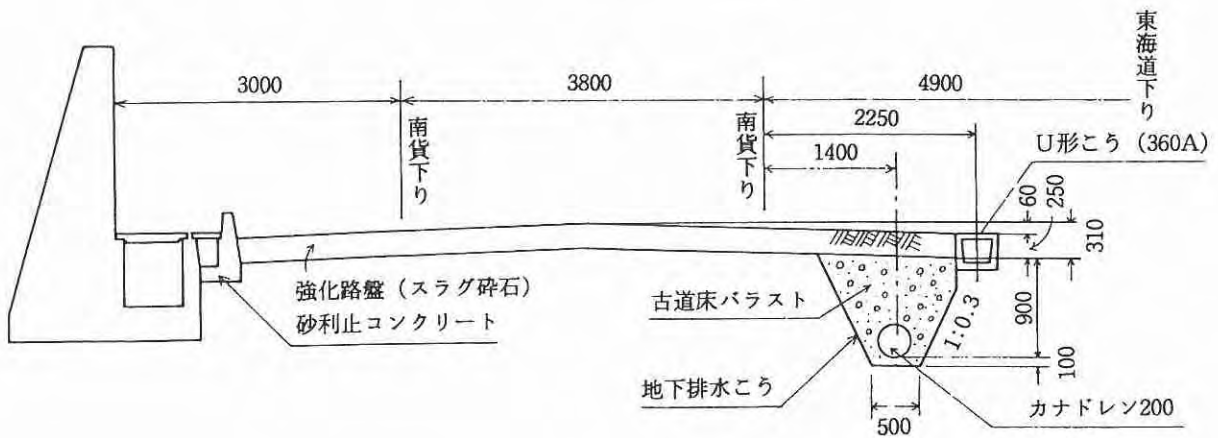 3000
3800
4900
東海道下り
南貨下り
南貨下り
2250
1400
U形こう (360A)
60
250
310
強化路盤 (スラグ砕石)
砂利止コンクリート
古道床バラスト
1:0.3
900
100
地下排水こう
500
カナドレン200